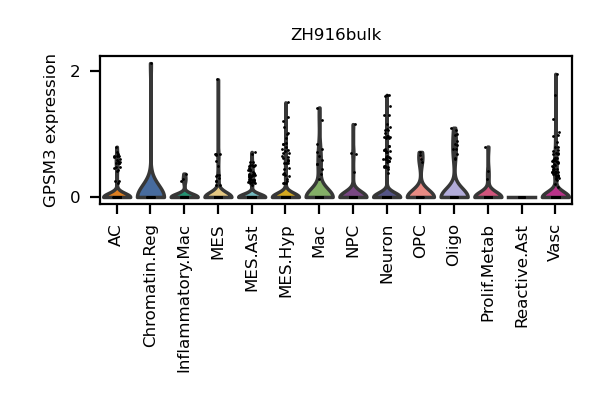 ZH916bulk
GPSM3 expression
2
0
AC
Chromatin.Reg
Inflammatory.Mac
MES
MES.Ast
MES.Hyp
Mac
NPC
Neuron
OPC
Oligo
Prolif.Metab
Reactive.Ast
Vasc